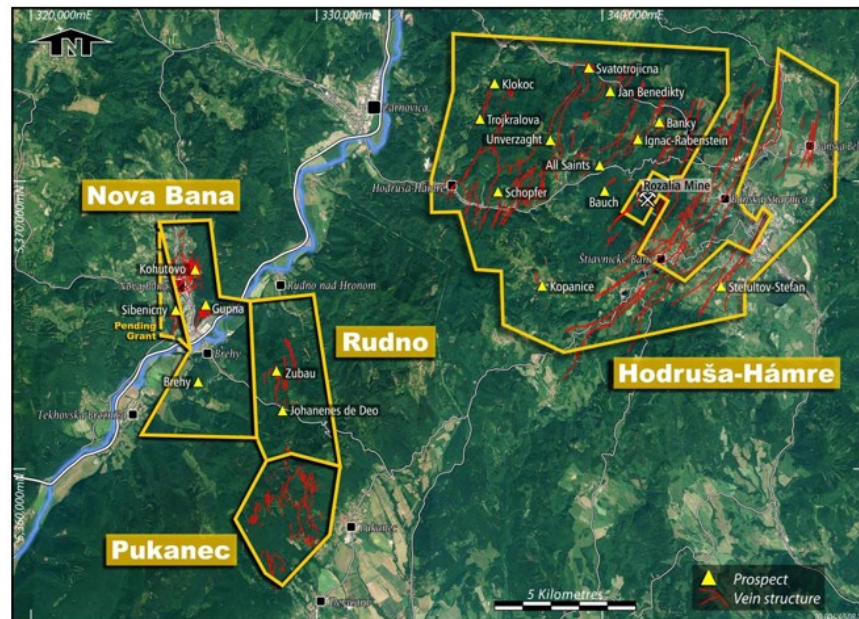 320,000mE
330,000mE
340,000mE
N
Žarnovica
Svatotrojicna
Klokoc
Jan Benedikty
Trojkralova
Banky
Unverzaght
Ignac-Rabenstein
All Saints
Hodruša-Hámre
Schopfer
Bauch
Rozalia Mine
Banská Štiavnica
5,370,000mN
Nova Bana
Kohutovo
Štiavnické Bane
Sibenicny
Gupna
Rudno nad Hronom
Kopanice
Stefultov-Stefan
Pending
Grant
Brehy
Rudno
Hodruša-Hámre
Zubau
Brehy
Johanenes de Deo
5,360,000mN
Pukanec
Pukanec
5 Kilometres
Prospect
Vein structure